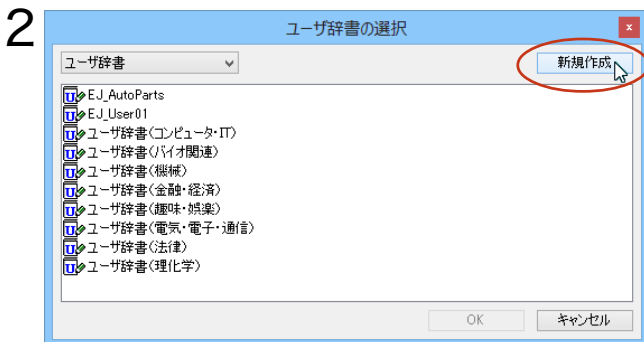 2
ユーザ辞書の選択
x
ユーザ辞書
新規作成
EJ_AutoParts
EJ_User01
ユーザ辞書(コンピュータ・IT)
ユーザ辞書(バイオ関連)
ユーザ辞書(機械)
ユーザ辞書(金融・経済)
ユーザ辞書(趣味・娯楽)
ユーザ辞書(電気・電子・通信)
ユーザ辞書(法律)
ユーザ辞書(理化学)
OK
キャンセル